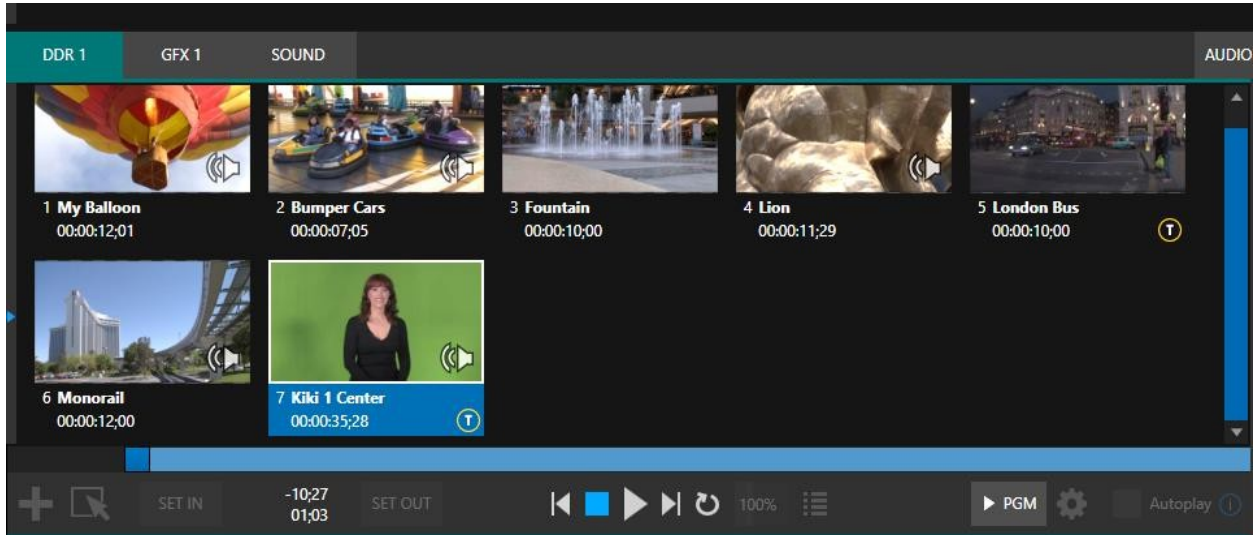 DDR 1 GFX 1 SOUND AUDIO
1 My Balloon 2 Bumper Cars 3 Fountain 4 Lion 5 London Bus
00:00:12;01 00:00:07;05 00:00:10;00 00:00:11;29 00:00:10;00 T
6 Monorail 7 Kiki 1 Center
00:00:12;00 00:00:35;28 T
-10;27
SET IN SET OUT 100% PGM Autoplay i
01;03